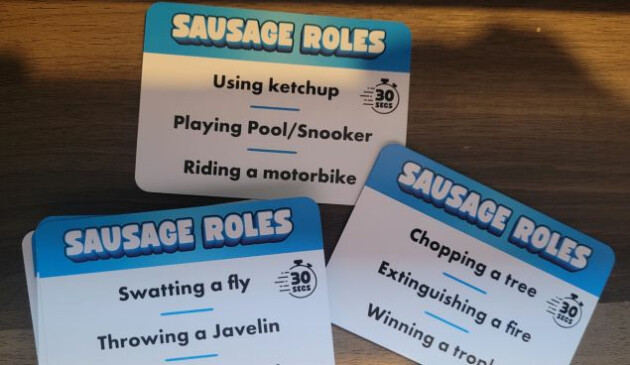 SAUSAGE ROLES
Using ketchup
30
SECS
Playing Pool/Snooker
Riding a motorbike
SAUSAGE ROLES
Swatting a fly
30
SECS
Throwing a Javelin
SAUSAGE ROLES
Chopping a tree
Extinguishing a fire
30
SECS
Winning a